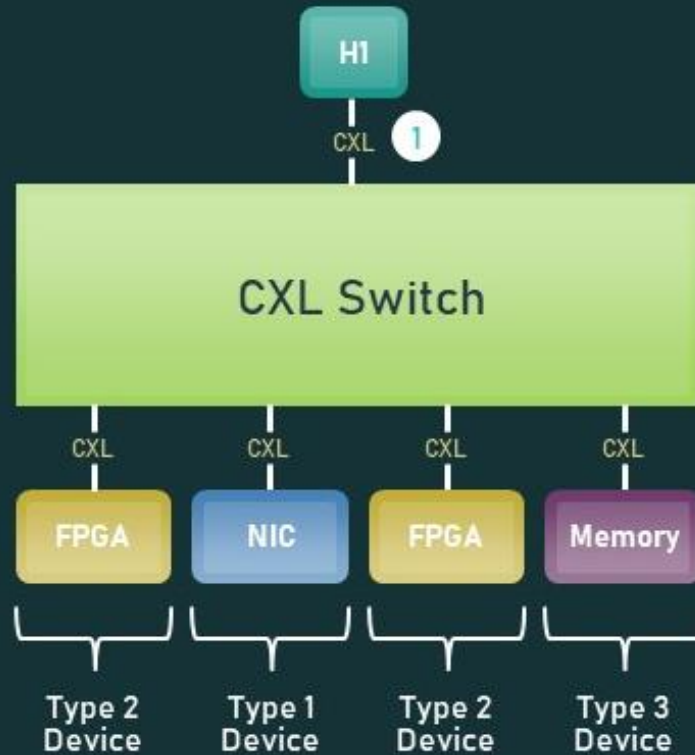 H1
CXL 1
CXL Switch
CXL CXL CXL CXL
FPGA NIC FPGA Memory
Type 2 Type 1 Type 2 Type 3
Device Device Device Device